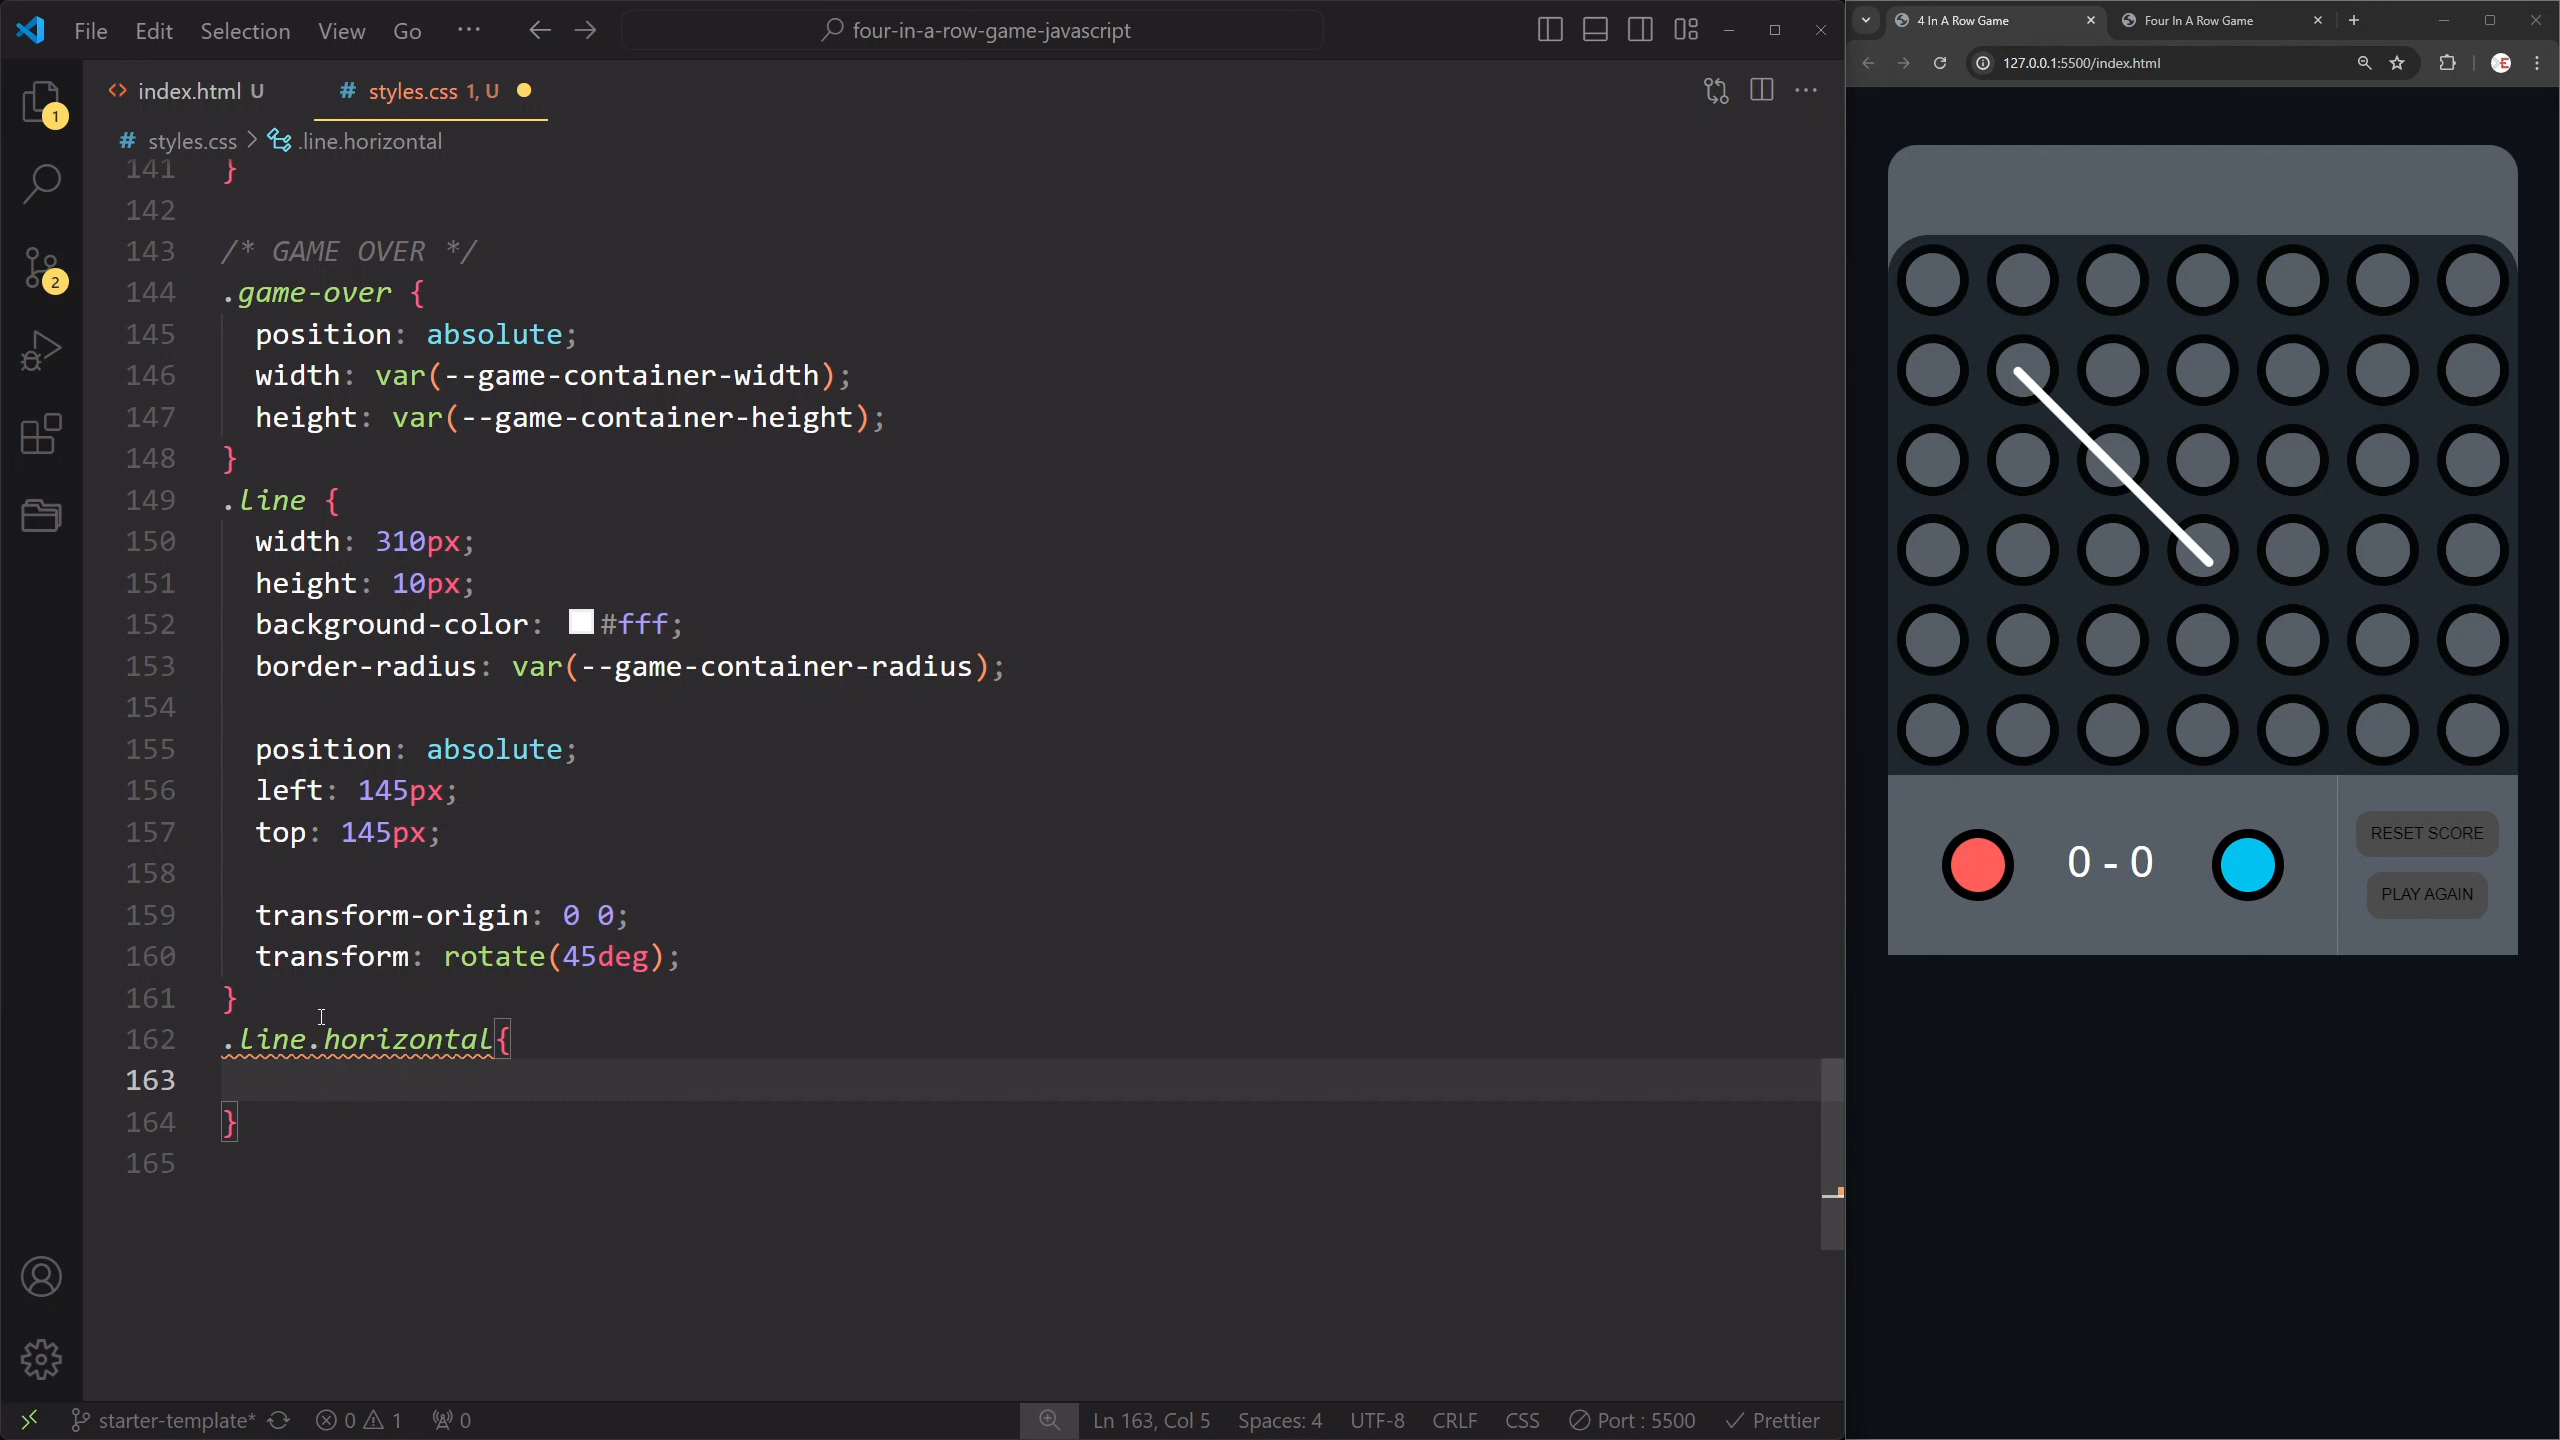 File Edit Selection View Go ··· four-in-a-row-game-javascript
index.html U
# styles.css 1, U
# styles.css > .line.horizontal
141 }
142
143 /* GAME OVER */
144 .game-over {
145 position: absolute;
146 width: var(--game-container-width);
147 height: var(--game-container-height);
148 }
149 .line {
150 width: 310px;
151 height: 10px;
152 background-color: #fff;
153 border-radius: var(--game-container-radius);
154
155 position: absolute;
156 left: 145px;
157 top: 145px;
158
159 transform-origin: 0 0;
160 transform: rotate(45deg);
161 }
162 .line.horizontal{
163
164 }
165
1
2
starter-template* 0 1 0 Ln 163, Col 5 Spaces: 4 UTF-8 CRLF CSS Port : 5500 Prettier
4 In A Row Game
Four In A Row Game
127.0.0.1:5500/index.html
0 - 0
RESET SCORE
PLAY AGAIN